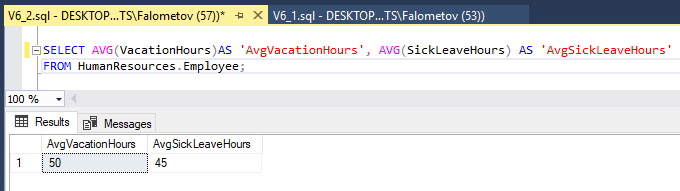 V6_2.sql - DESKTOP...TS\Falometov (57))* V6_1.sql - DESKTOP...TS\Falometov (53))
SELECT AVG(VacationHours)AS 'AvgVacationHours', AVG(SickLeaveHours) AS 'AvgSickLeaveHours'
FROM HumanResources.Employee;
100 %
Results Messages
AvgVacationHours AvgSickLeaveHours
1 50 45